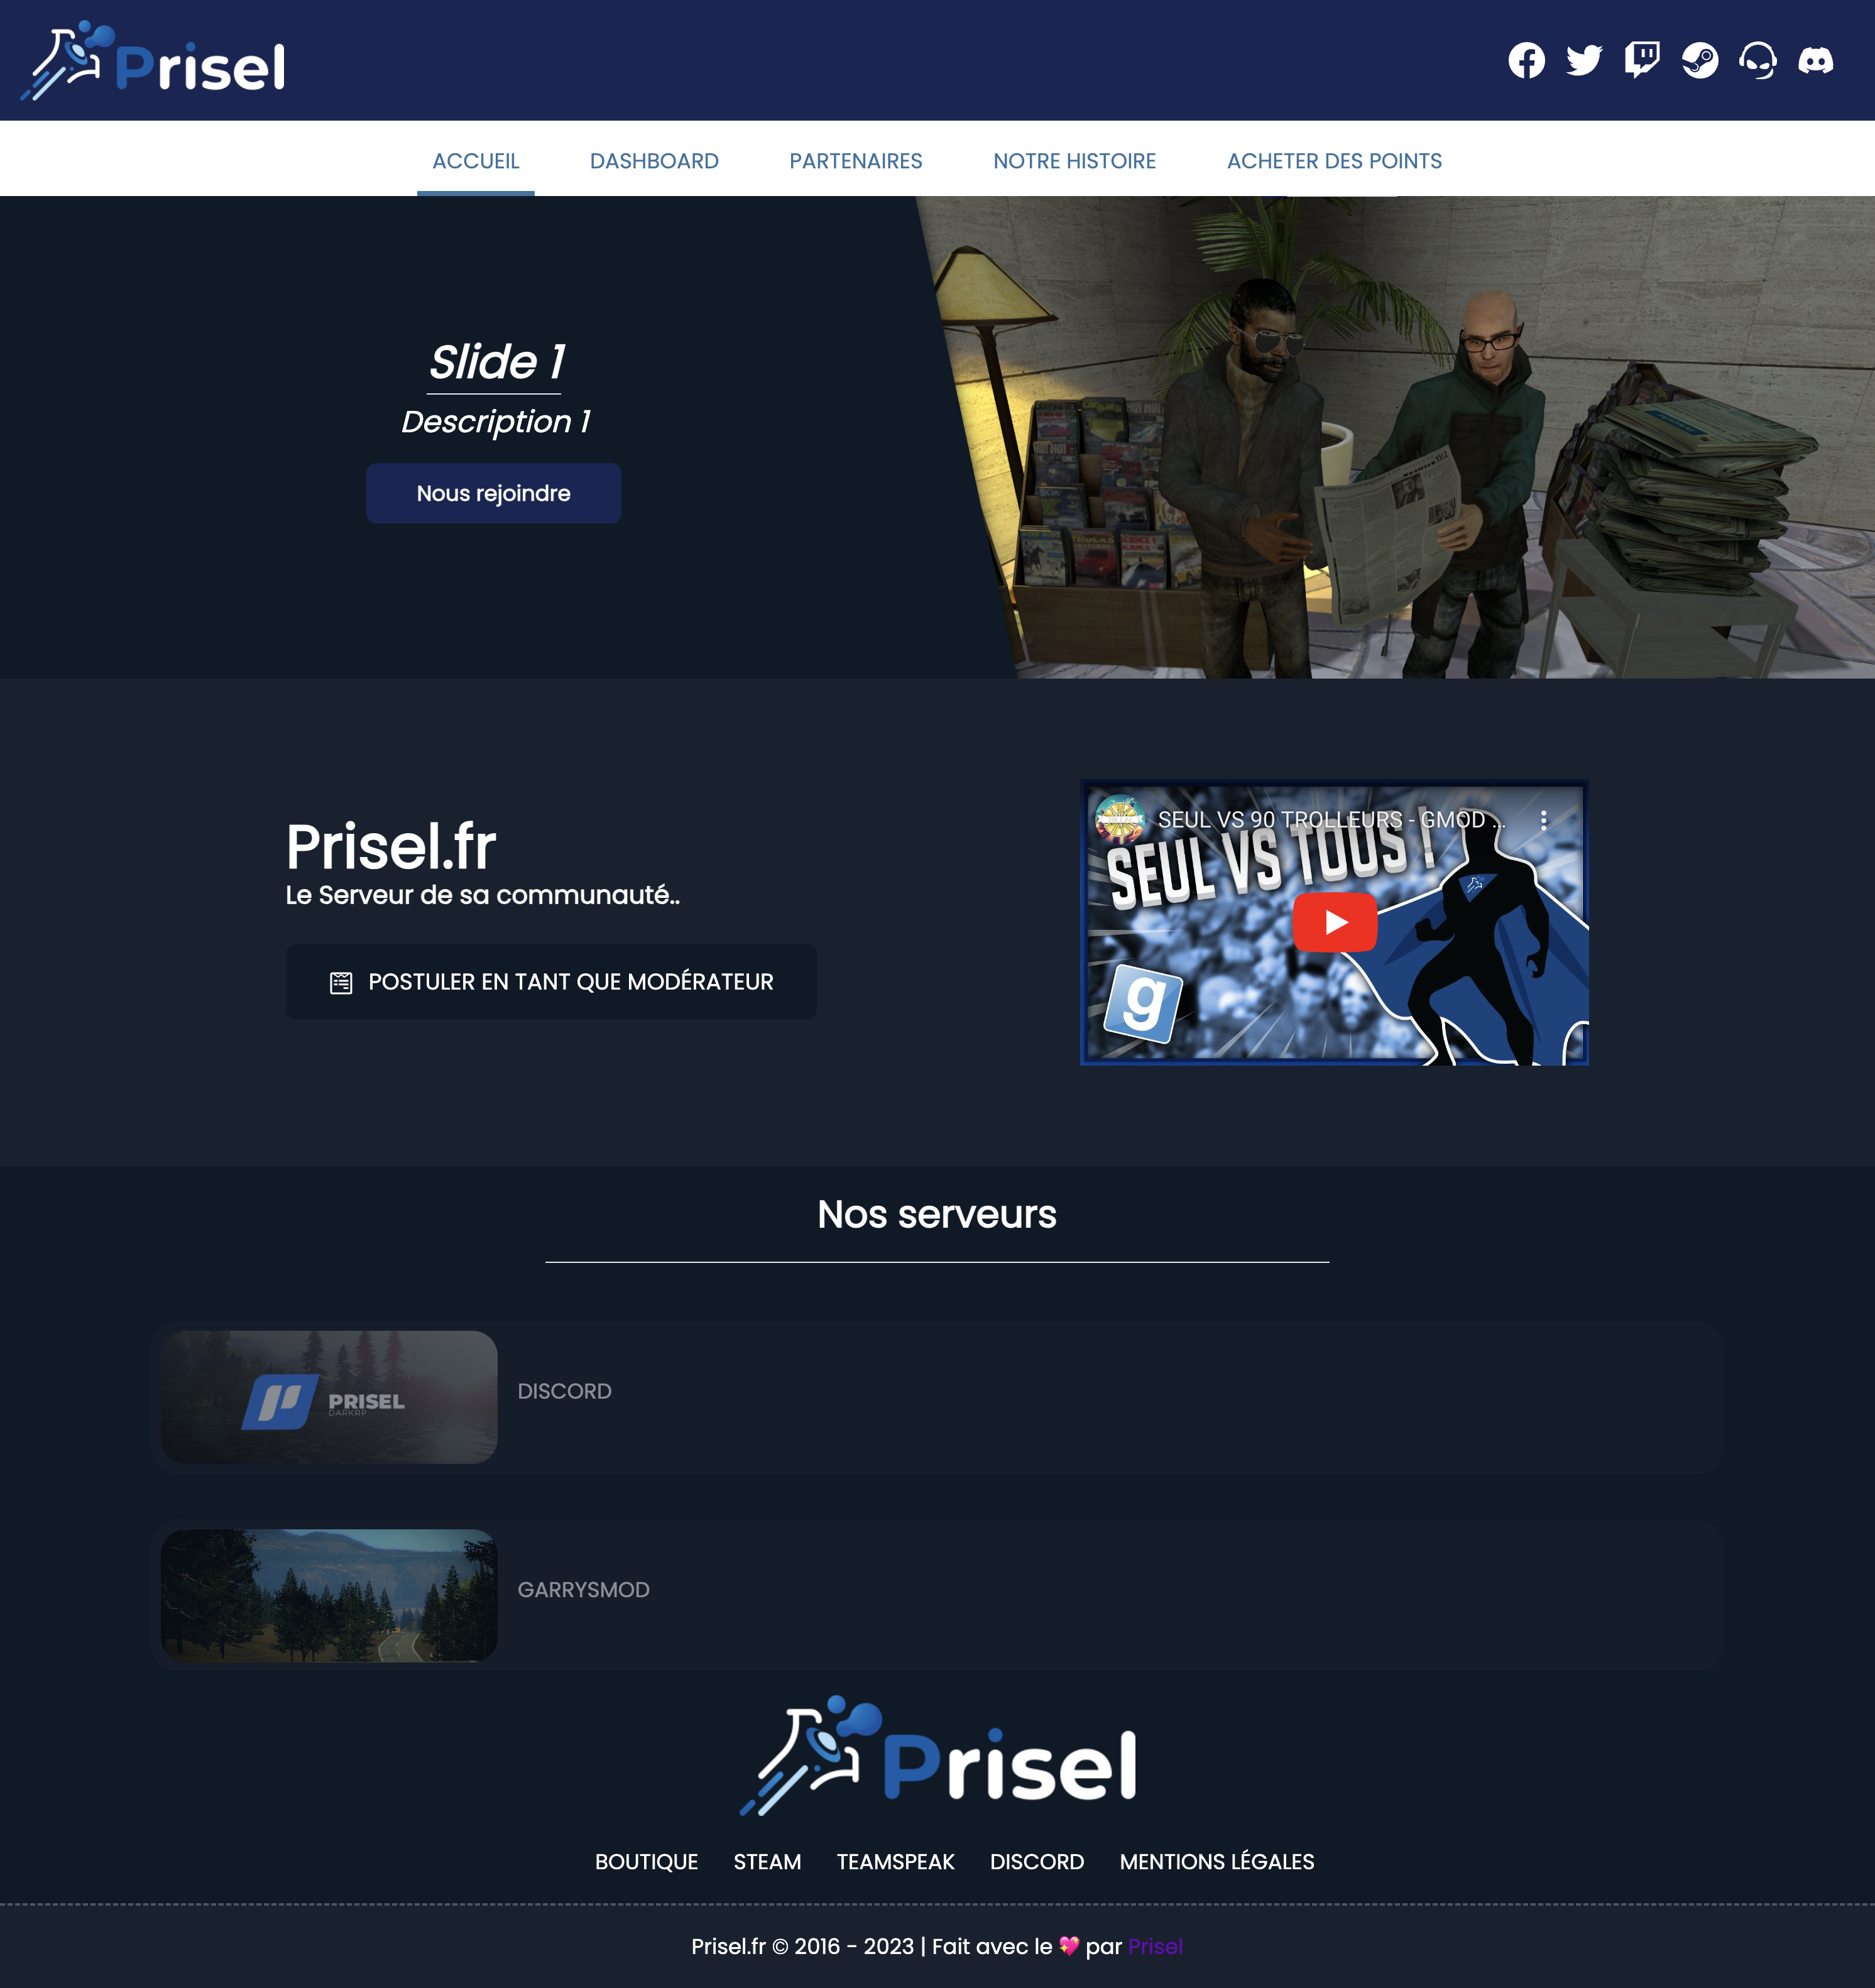 Prisel
ACCUEIL DASHBOARD PARTENAIRES NOTRE HISTOIRE ACHETER DES POINTS
Slide 1
Description 1
Nous rejoindre
Prisel.fr
Le Serveur de sa communauté..
POSTULER EN TANT QUE MODÉRATEUR
SEUL VS 90 TROLLEURS - GMOD ...
SEUL VS TOUS !
g
Nos serveurs
PRISEL
DARKRP
DISCORD
GARRYSMOD
Prisel
BOUTIQUE STEAM TEAMSPEAK DISCORD MENTIONS LÉGALES
Prisel.fr © 2016 - 2023 | Fait avec le 💖 par Prisel